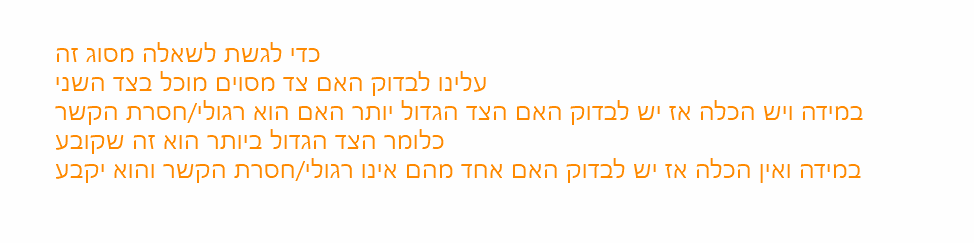 כדי לגשת לשאלה מסוג זה
עלינו לבדוק האם צד מסוים מוכל בצד השני
במידה ויש הכלה אז יש לבדוק האם הצד הגדול יותר האם הוא רגולי/חסרת הקשר
כלומר הצד הגדול ביותר הוא זה שקובע
במידה ואין הכלה אז יש לבדוק האם אחד מהם אינו רגולי/חסרת הקשר והוא יקבע